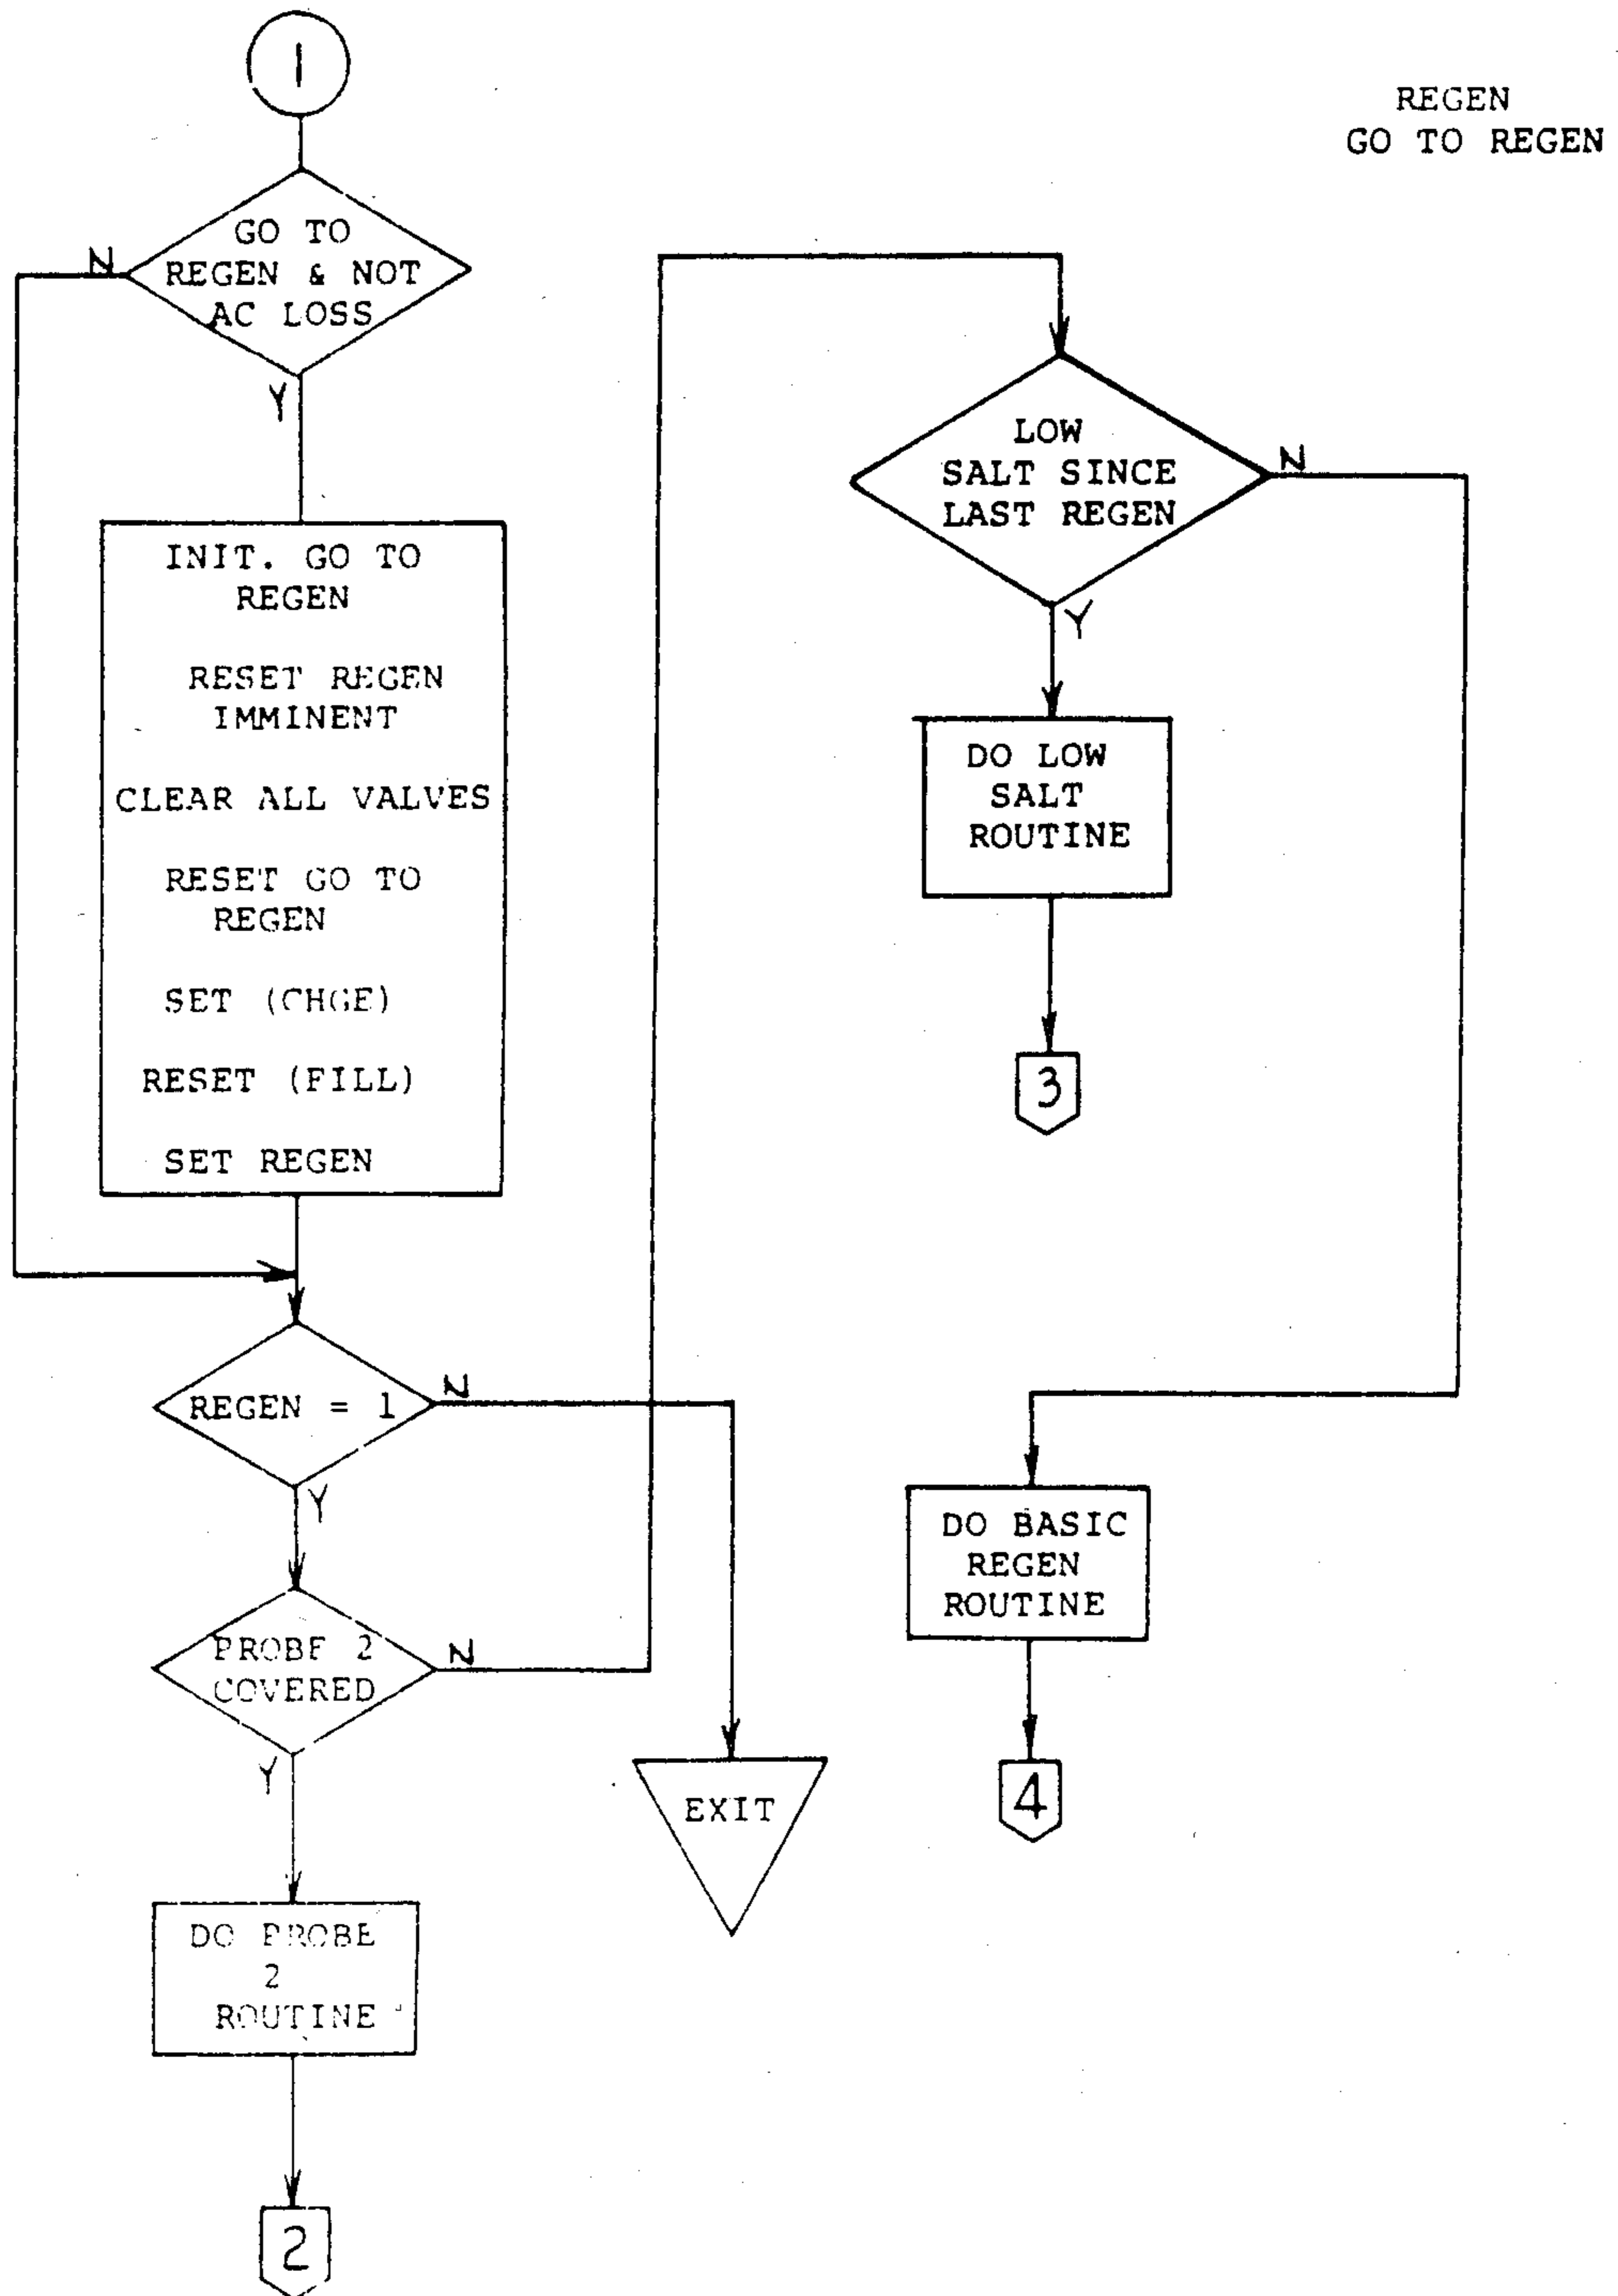 1
REGEN
GO TO REGEN
GO TO
REGEN & NOT
AC LOSS
N
Y
INIT. GO TO
REGEN
RESET REGEN
IMMINENT
CLEAR ALL VALVES
RESET GO TO
REGEN
SET (CHGE)
RESET (FILL)
SET REGEN
REGEN = 1
N
Y
PROBE 2
COVERED
N
Y
DO PROBE
2
ROUTINE
2
EXIT
LOW
SALT SINCE
LAST REGEN
N
Y
DO LOW
SALT
ROUTINE
3
DO BASIC
REGEN
ROUTINE
4